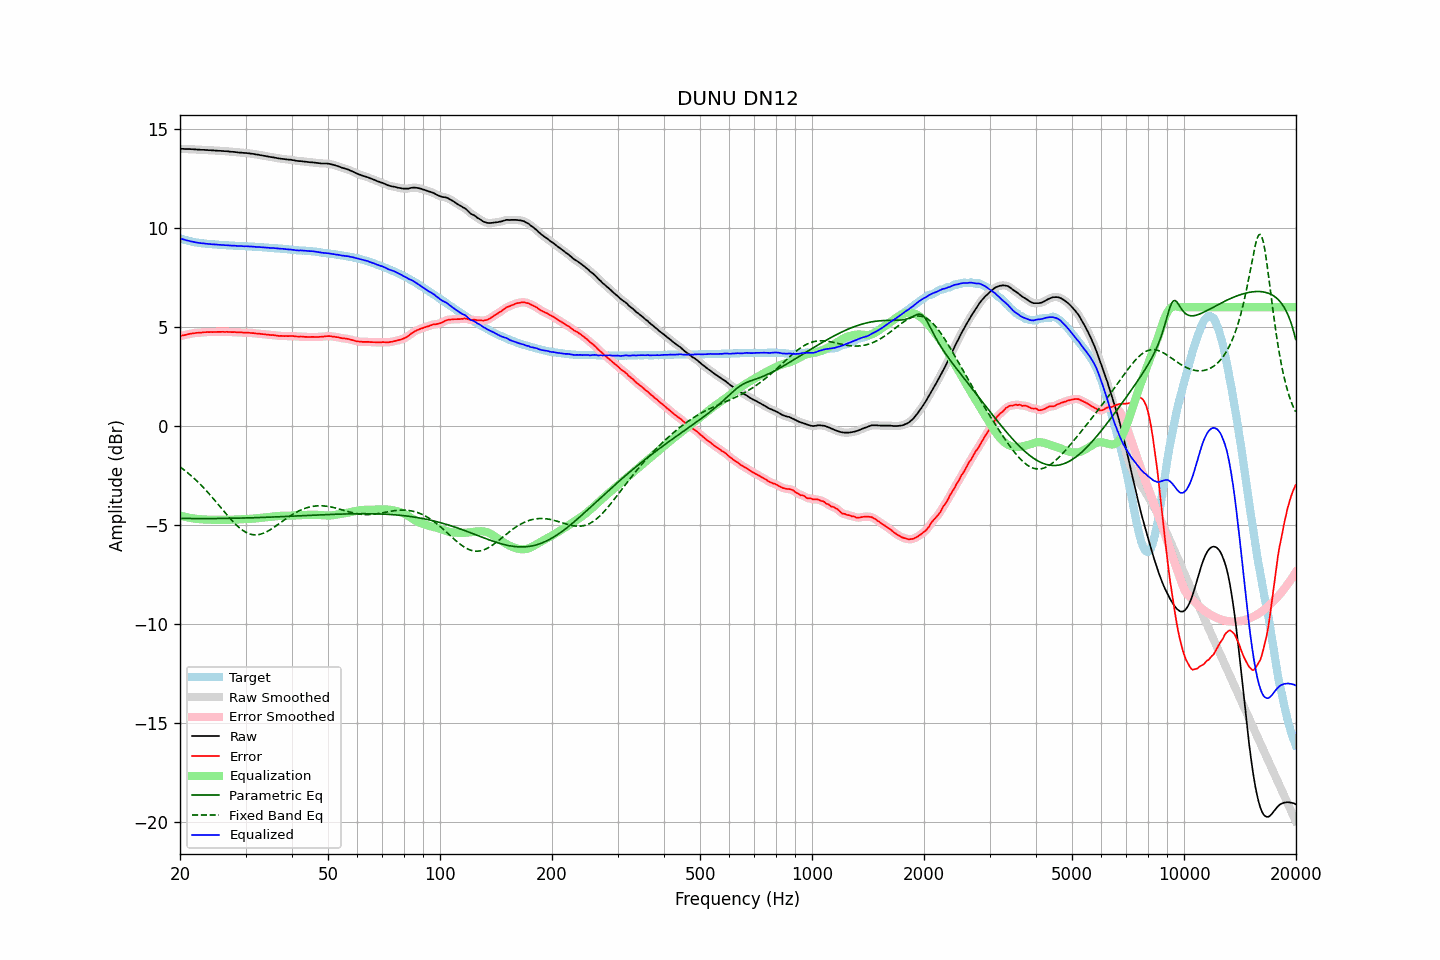 DUNU DN12
Amplitude (dBr)
15
10
5
0
−5
−10
−15
−20
Target
Raw Smoothed
Error Smoothed
Raw
Error
Equalization
Parametric Eq
Fixed Band Eq
Equalized
20 50 100 200 500 1000 2000 5000 10000 20000
Frequency (Hz)